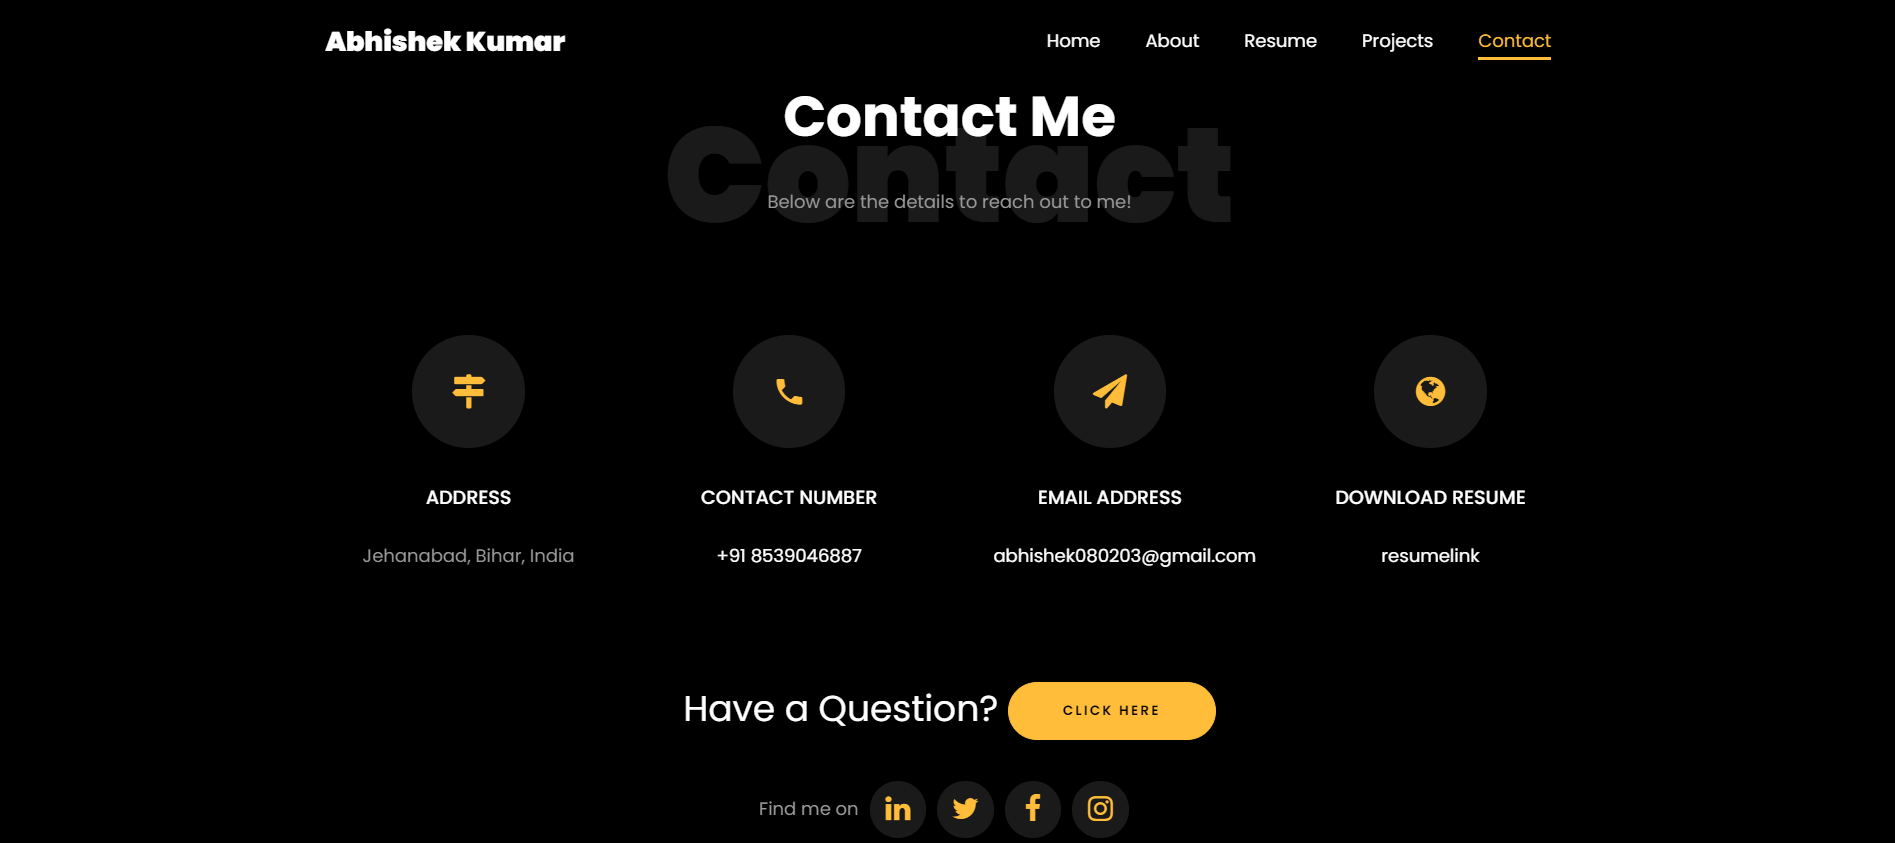 Abhishek Kumar
Home About Resume Projects Contact
Contact Me
Contact
Below are the details to reach out to me!
ADDRESS
Jehanabad, Bihar, India
CONTACT NUMBER
+91 8539046887
EMAIL ADDRESS
abhishek080203@gmail.com
DOWNLOAD RESUME
resumelink
Have a Question? CLICK HERE
Find me on